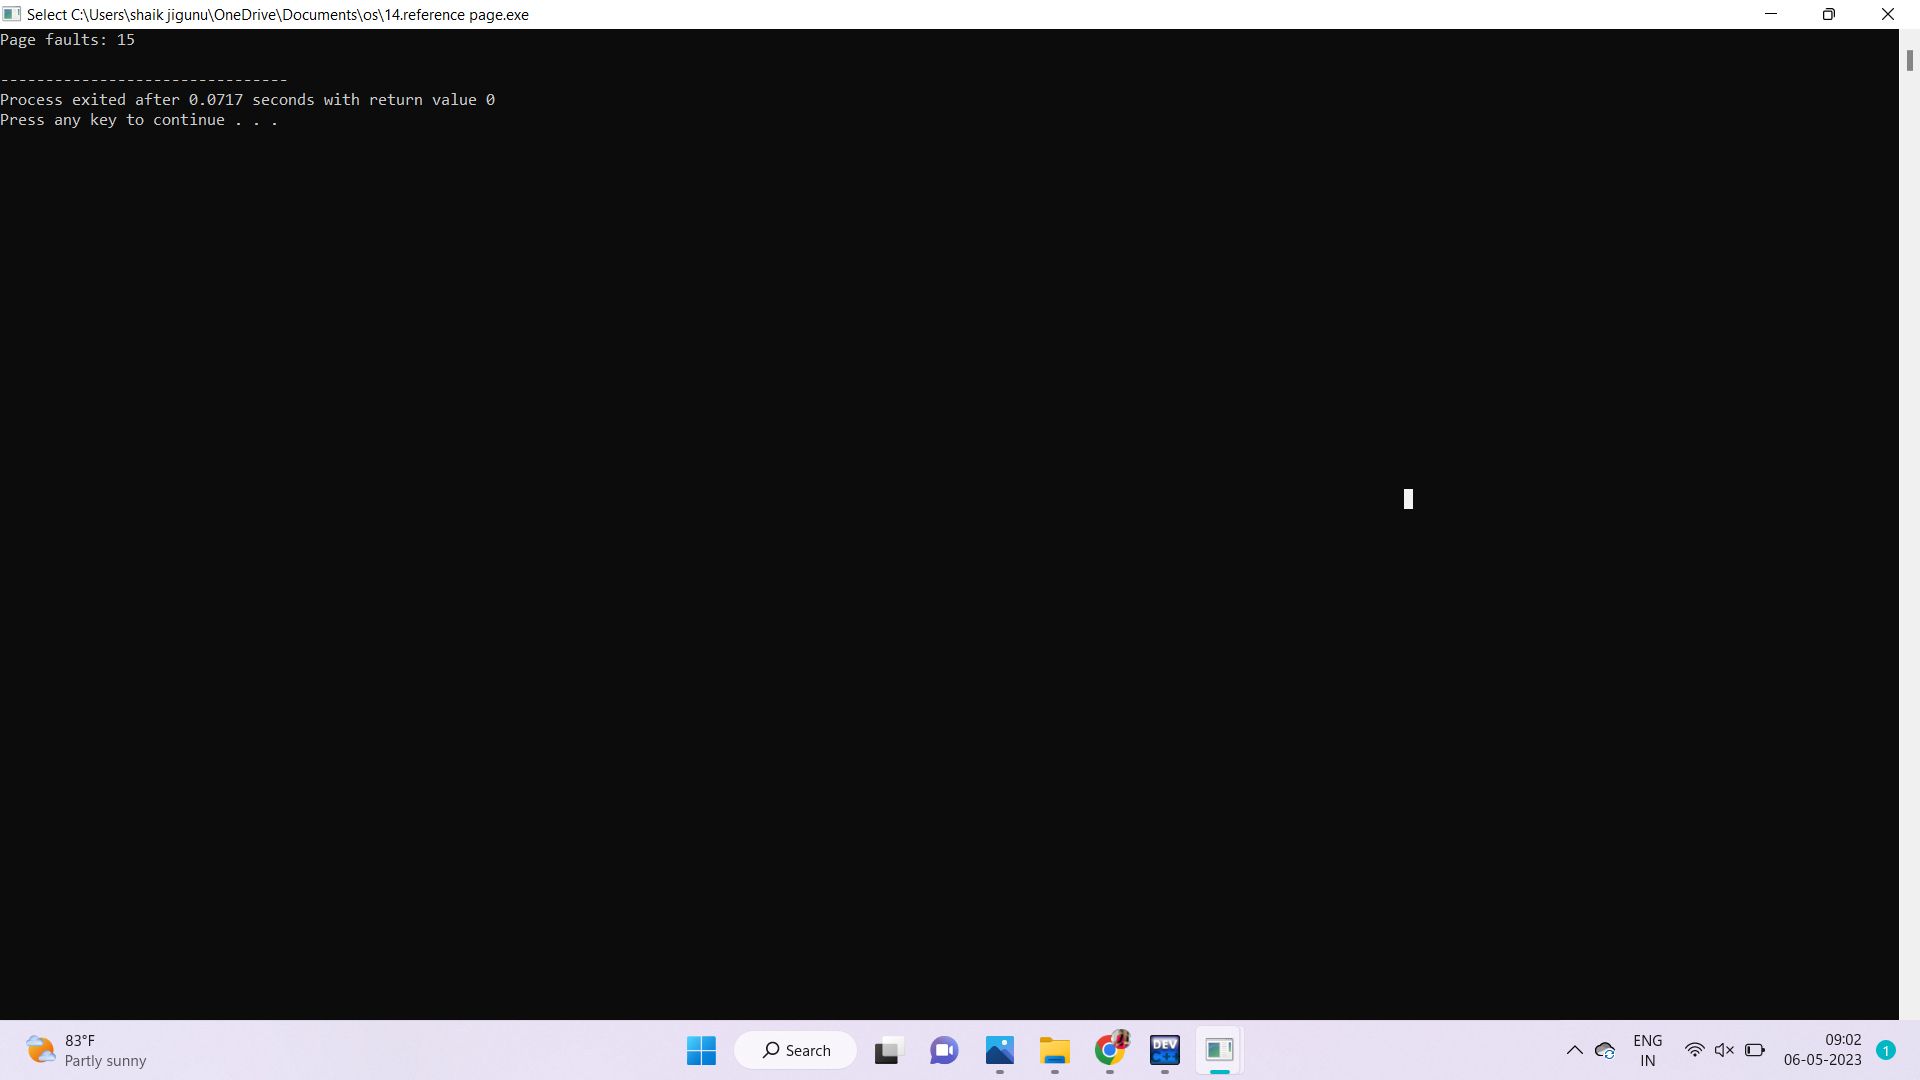 Select C:\Users\shaik jigunu\OneDrive\Documents\os\14.reference page.exe
Page faults: 15
--------------------------------
Process exited after 0.0717 seconds with return value 0
Press any key to continue . . .
83°F
Partly sunny
Search
DEV
C++
ENG
IN
09:02
06-05-2023
1